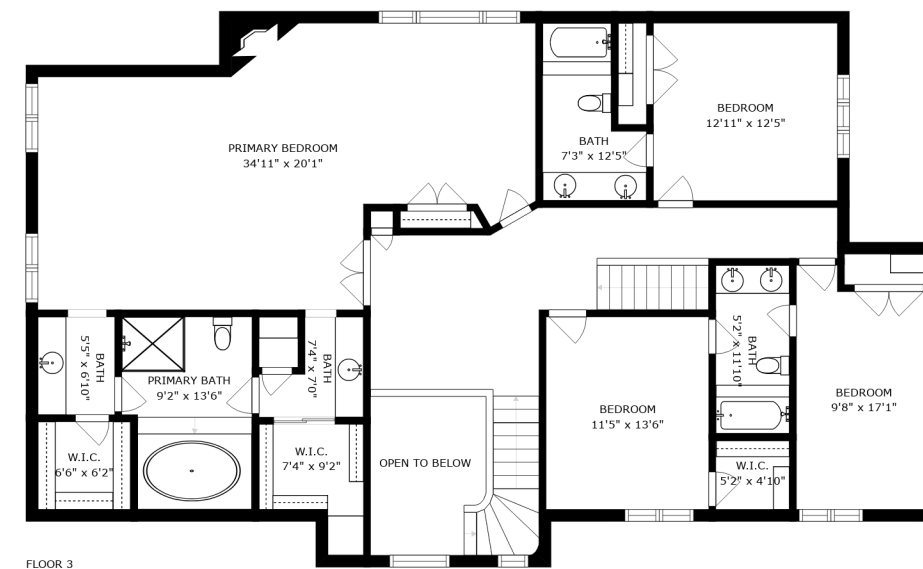 PRIMARY BEDROOM
34'11" x 20'1"
BATH
7'3" x 12'5"
BEDROOM
12'11" x 12'5"
BATH
5'5" x 6'10"
PRIMARY BATH
9'2" x 13'6"
BATH
7'4" x 7'0"
W.I.C.
6'6" x 6'2"
W.I.C.
7'4" x 9'2"
OPEN TO BELOW
BEDROOM
11'5" x 13'6"
BATH
5'2" x 11'10"
W.I.C.
5'2" x 4'10"
BEDROOM
9'8" x 17'1"
FLOOR 3